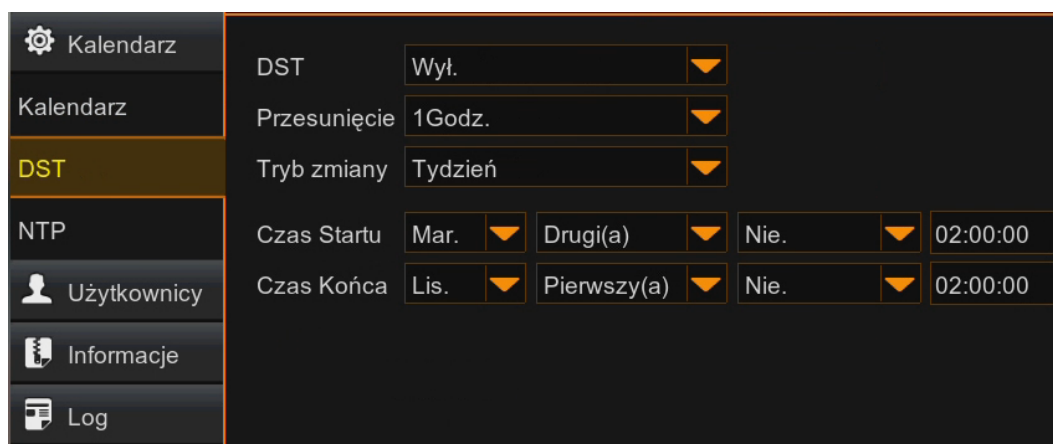 Kalendarz
Kalendarz
DST
NTP
Użytkownicy
Informacje
Log
DST Wył.
Przesunięcie 1Godz.
Tryb zmiany Tydzień
Czas Startu Mar. Drugi(a) Nie. 02:00:00
Czas Końca Lis. Pierwszy(a) Nie. 02:00:00